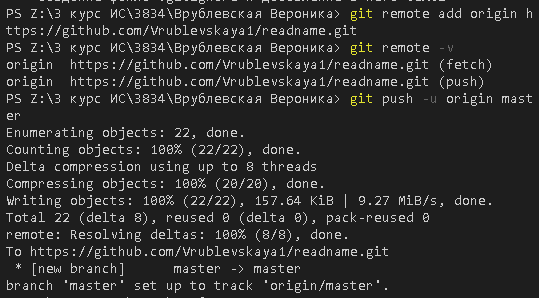 PS Z:\3 курс ИС\3834\Врублевская Вероника> git remote add origin h
ttps://github.com/Vrublevskaya1/readname.git
PS Z:\3 курс ИС\3834\Врублевская Вероника> git remote -v
origin  https://github.com/Vrublevskaya1/readname.git (fetch)
origin  https://github.com/Vrublevskaya1/readname.git (push)
PS Z:\3 курс ИС\3834\Врублевская Вероника> git push -u origin mast
er
Enumerating objects: 22, done.
Counting objects: 100% (22/22), done.
Delta compression using up to 8 threads
Compressing objects: 100% (20/20), done.
Writing objects: 100% (22/22), 157.64 KiB | 9.27 MiB/s, done.
Total 22 (delta 8), reused 0 (delta 0), pack-reused 0
remote: Resolving deltas: 100% (8/8), done.
To https://github.com/Vrublevskaya1/readname.git
 * [new branch]      master -> master
branch 'master' set up to track 'origin/master'.